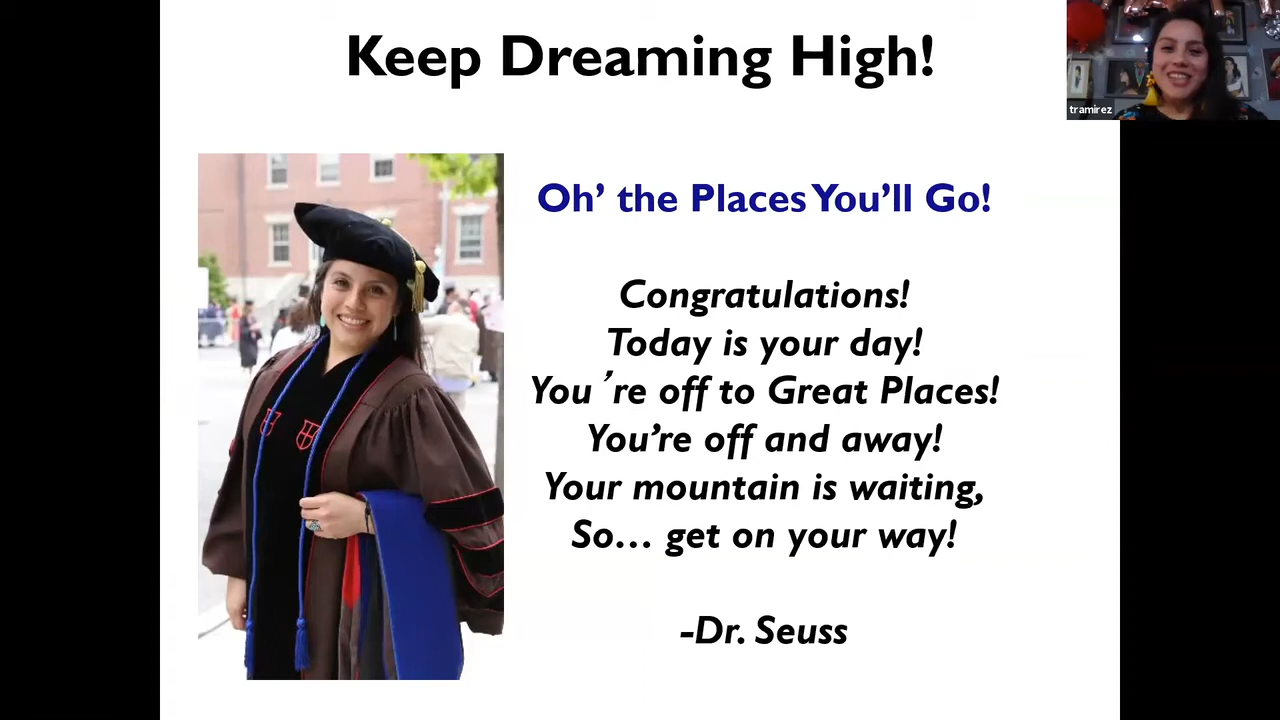 Keep Dreaming High!
tramirez
Oh’ the Places You’ll Go!
Congratulations!
Today is your day!
You ’re off to Great Places!
You’re off and away!
Your mountain is waiting,
So… get on your way!
-Dr. Seuss